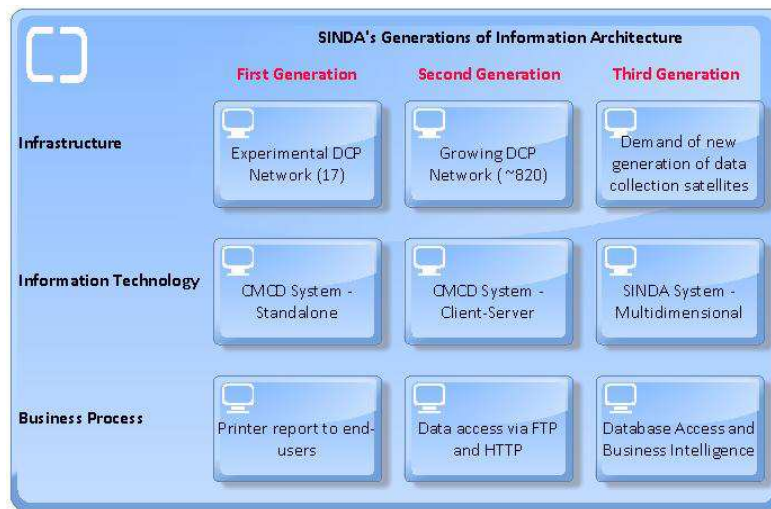 SINDA's Generations of Information Architecture
First Generation
Second Generation
Third Generation
Infrastructure
Experimental DCP
Network (17)
Growing DCP
Network (~820)
Demand of new
generation of data
collection satellites
Information Technology
CMCD System -
Standalone
CMCD System -
Client-Server
SINDA System -
Multidimensional
Business Process
Printer report to end-
users
Data access via FTP
and HTTP
Database Access and
Business Intelligence